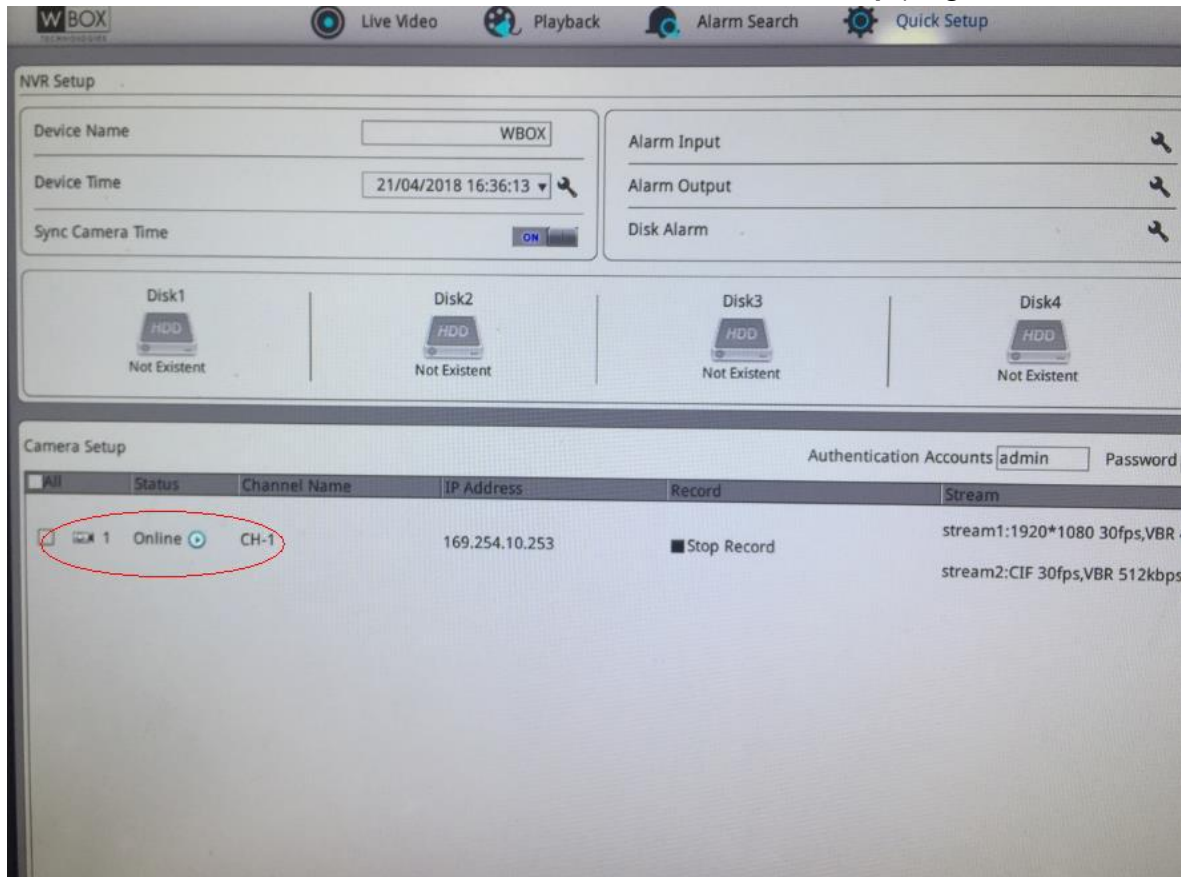 W BOX
TECHNOLOGIES
Live Video
Playback
Alarm Search
Quick Setup
NVR Setup
Device Name
WBOX
Alarm Input
Device Time
21/04/2018 16:36:13
Alarm Output
Sync Camera Time
ON
Disk Alarm
Disk1
Disk2
Disk3
Disk4
HDD
HDD
HDD
HDD
Not Existent
Not Existent
Not Existent
Not Existent
Camera Setup
Authentication Accounts admin
Password
All
Status
Channel Name
IP Address
Record
Stream
1
Online
CH-1
169.254.10.253
Stop Record
stream1:1920*1080 30fps,VBR
stream2:CIF 30fps,VBR 512kbps